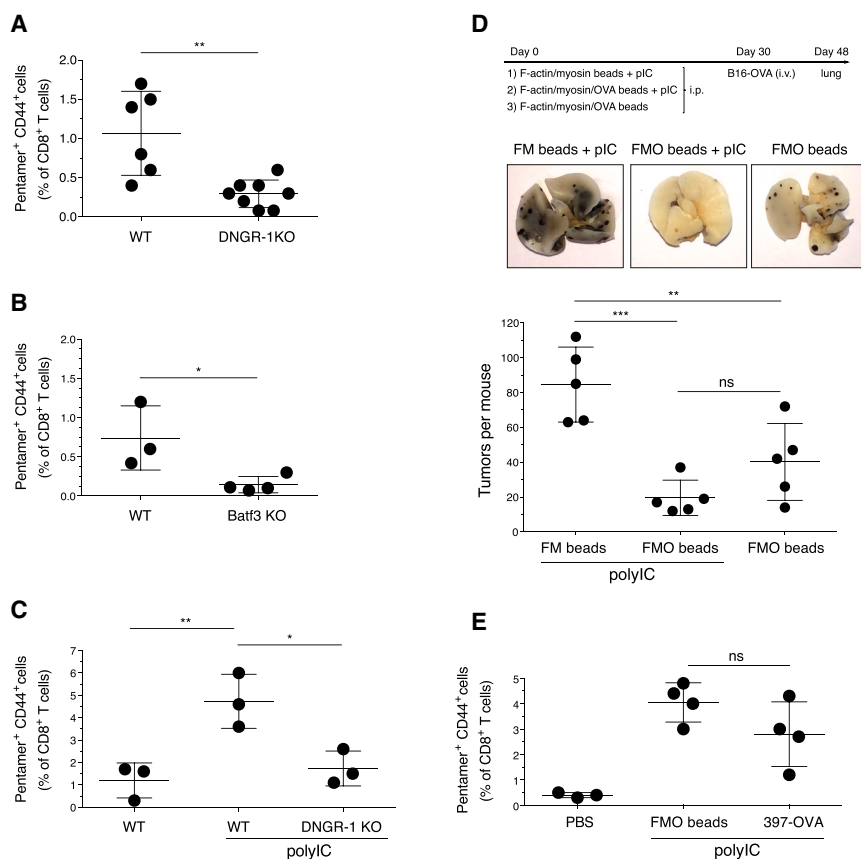 A
Pentamer⁺ CD44⁺cells
(% of CD8⁺ T cells)
2.0
1.5
1.0
0.5
0.0
**
WT
DNGR-1KO
B
Pentamer⁺ CD44⁺cells
(% of CD8⁺ T cells)
2.0
1.5
1.0
0.5
0.0
*
WT
Batf3 KO
C
Pentamer⁺ CD44⁺cells
(% of CD8⁺ T cells)
7
6
5
4
3
2
1
0
**
*
WT
WT
DNGR-1 KO
polyIC
D
Day 0
Day 30
Day 48
1) F-actin/myosin beads + pIC
2) F-actin/myosin/OVA beads + pIC
3) F-actin/myosin/OVA beads
i.p.
B16-OVA (i.v.)
lung
FM beads + pIC
FMO beads + pIC
FMO beads
Tumors per mouse
120
100
80
60
40
20
0
**
***
ns
FM beads
FMO beads
FMO beads
polyIC
E
Pentamer⁺ CD44⁺cells
(% of CD8⁺ T cells)
5
4
3
2
1
0
ns
PBS
FMO beads
397-OVA
polyIC